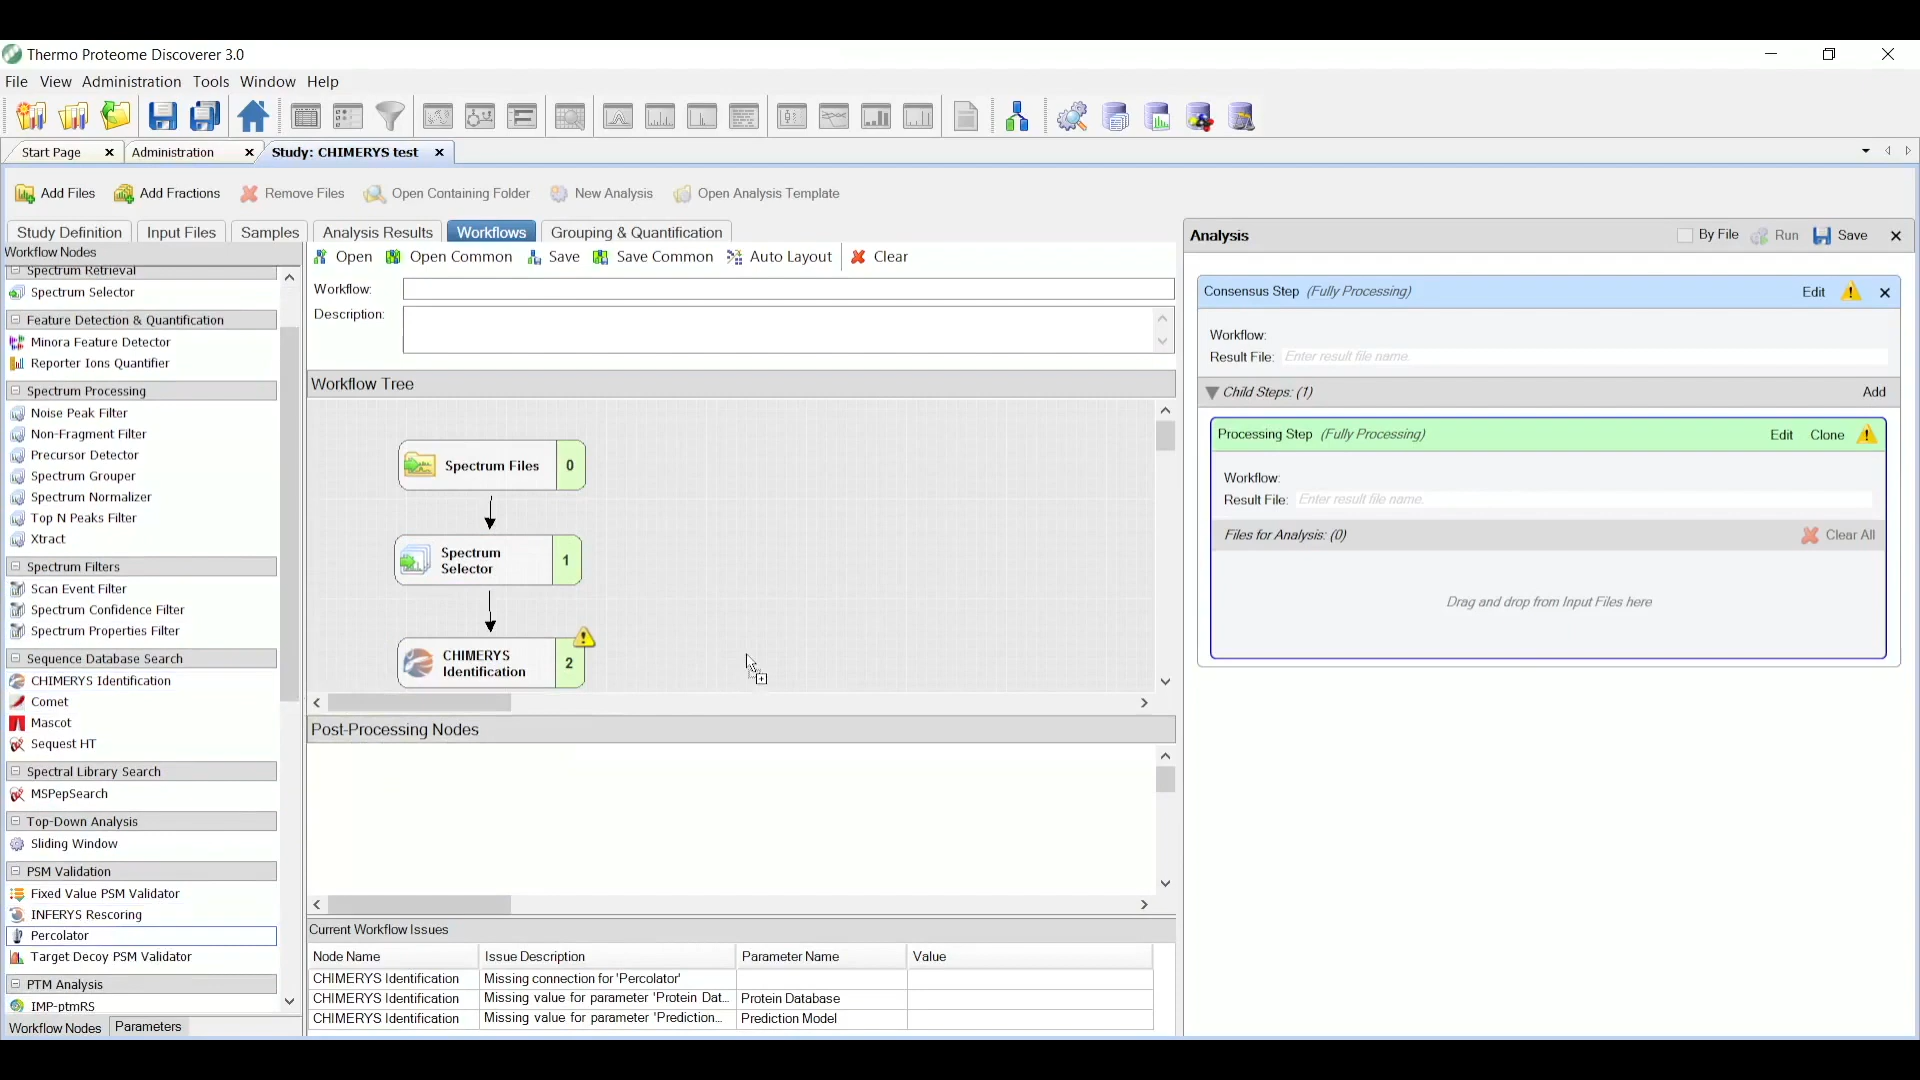 Thermo Proteome Discoverer 3.0
File View Administration Tools Window Help
Start Page
Administration
Study: CHIMERYS test
Add Files Add Fractions Remove Files Open Containing Folder New Analysis Open Analysis Template
Study Definition Input Files Samples Analysis Results Workflows Grouping & Quantification
Workflow Nodes
Spectrum Retrieval
Spectrum Selector
Feature Detection & Quantification
Minora Feature Detector
Reporter Ions Quantifier
Spectrum Processing
Noise Peak Filter
Non-Fragment Filter
Precursor Detector
Spectrum Grouper
Spectrum Normalizer
Top N Peaks Filter
Xtract
Spectrum Filters
Scan Event Filter
Spectrum Confidence Filter
Spectrum Properties Filter
Sequence Database Search
CHIMERYS Identification
Comet
Mascot
Sequest HT
Spectral Library Search
MSPepSearch
Top-Down Analysis
Sliding Window
PSM Validation
Fixed Value PSM Validator
INFERYS Rescoring
Percolator
Target Decoy PSM Validator
PTM Analysis
IMP-ptmRS
Workflow Nodes Parameters
Open Open Common Save Save Common Auto Layout Clear
Workflow:
Description:
Workflow Tree
Spectrum Files 0
Spectrum
Selector
1
CHIMERYS
Identification
2
Post-Processing Nodes
Current Workflow Issues
Node Name Issue Description Parameter Name Value
CHIMERYS Identification Missing connection for 'Percolator'
CHIMERYS Identification Missing value for parameter 'Protein Dat... Protein Database
CHIMERYS Identification Missing value for parameter 'Prediction... Prediction Model
Analysis By File Run Save
Consensus Step (Fully Processing) Edit
Workflow:
Result File: Enter result file name.
Child Steps: (1) Add
Processing Step (Fully Processing) Edit Clone
Workflow:
Result File: Enter result file name.
Files for Analysis: (0) Clear All
Drag and drop from Input Files here